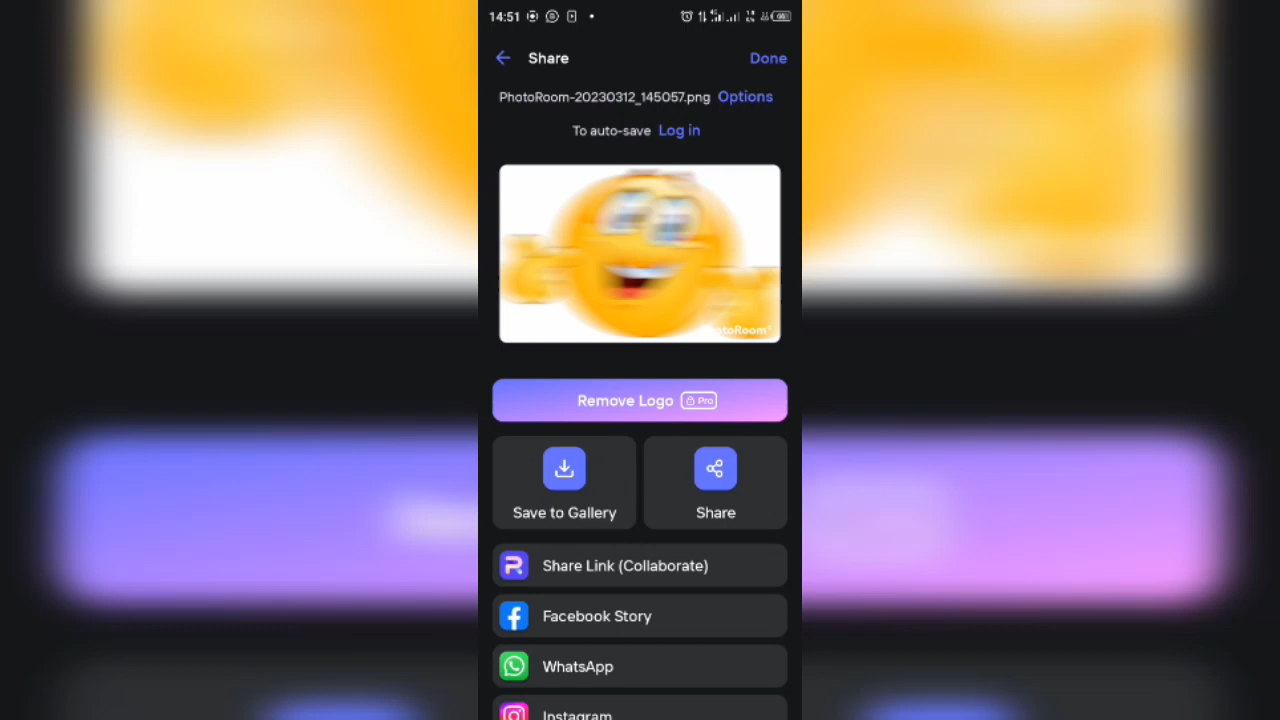 14:51
Share
Done
PhotoRoom-20230312_145057.png Options
To auto-save Log in
Remove Logo Pro
Save to Gallery
Share
Share Link (Collaborate)
Facebook Story
WhatsApp
Instagram